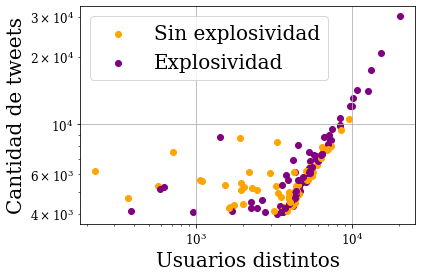 Sin explosividad
Explosividad
Cantidad de tweets
3 × 10⁴
2 × 10⁴
10⁴
6 × 10³
4 × 10³
10³
10⁴
Usuarios distintos